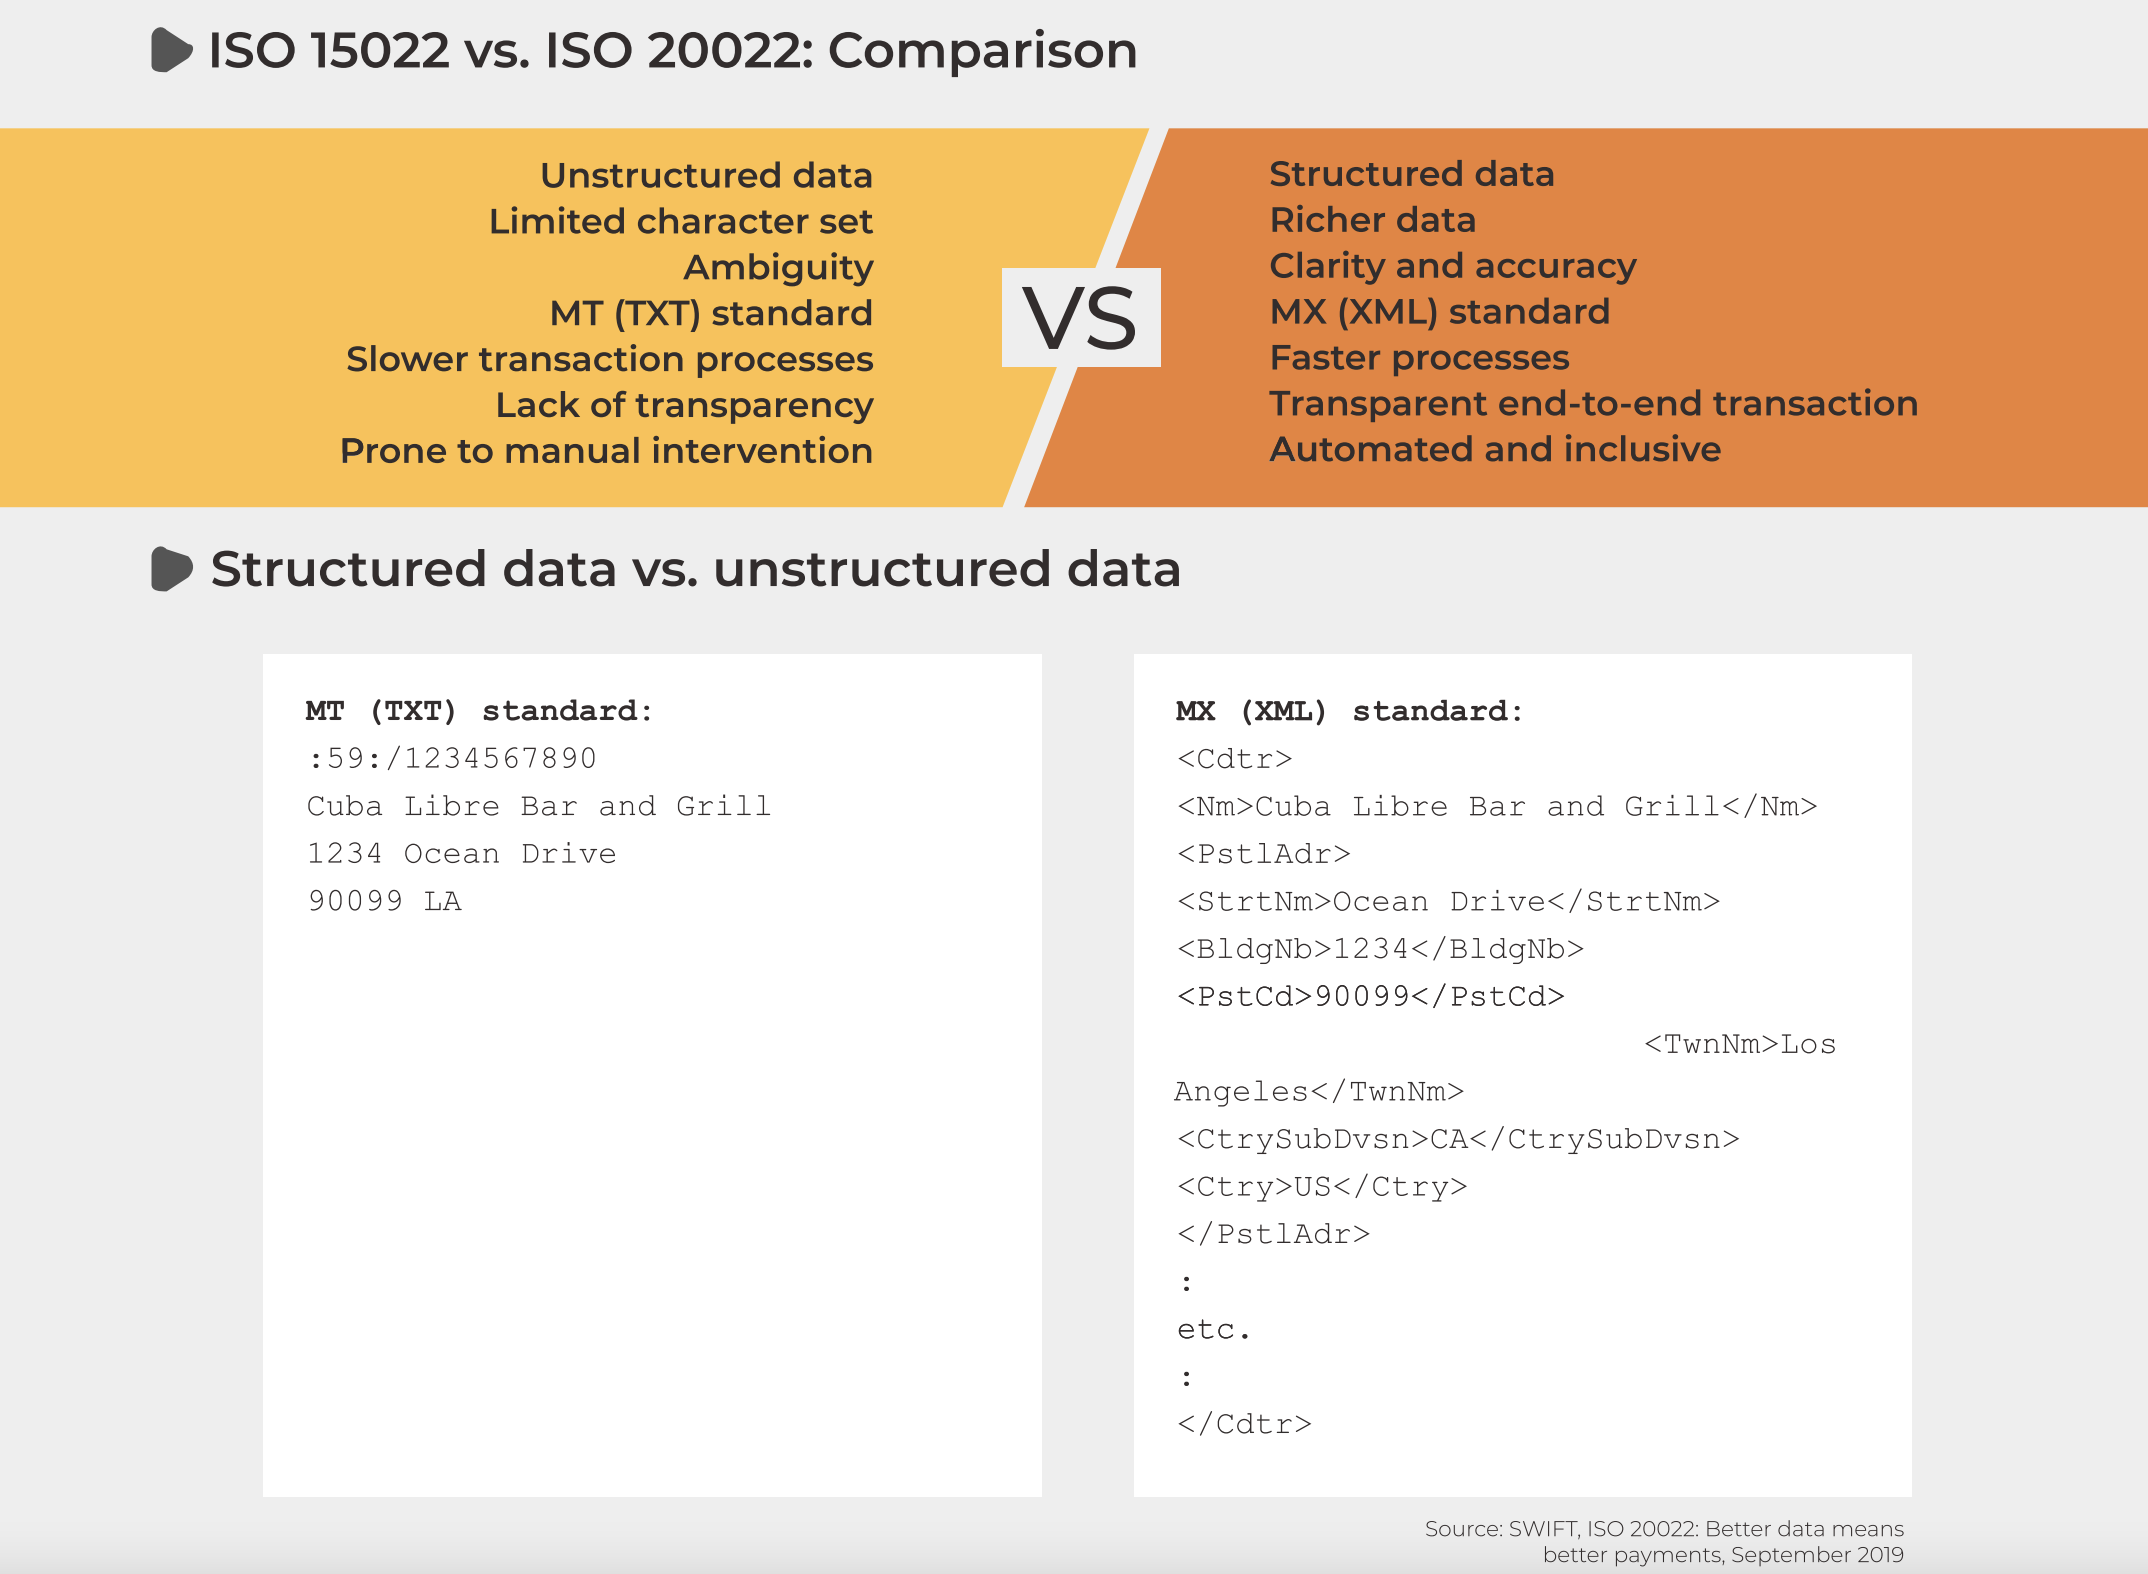 ISO 15022 vs. ISO 20022: Comparison
Unstructured data
Limited character set
Ambiguity
MT (TXT) standard
Slower transaction processes
Lack of transparency
Prone to manual intervention
VS
Structured data
Richer data
Clarity and accuracy
MX (XML) standard
Faster processes
Transparent end-to-end transaction
Automated and inclusive
Structured data vs. unstructured data
MT (TXT) standard:
:59:/1234567890
Cuba Libre Bar and Grill
1234 Ocean Drive
90099 LA
MX (XML) standard:
<Cdtr>
<Nm>Cuba Libre Bar and Grill</Nm>
<PstlAdr>
<StrtNm>Ocean Drive</StrtNm>
<BldgNb>1234</BldgNb>
<PstCd>90099</PstCd>
<TwnNm>Los
Angeles</TwnNm>
<CtrySubDvsn>CA</CtrySubDvsn>
<Ctry>US</Ctry>
</PstlAdr>
:
etc.
:
</Cdtr>
Source: SWIFT, ISO 20022: Better data means
better payments, September 2019